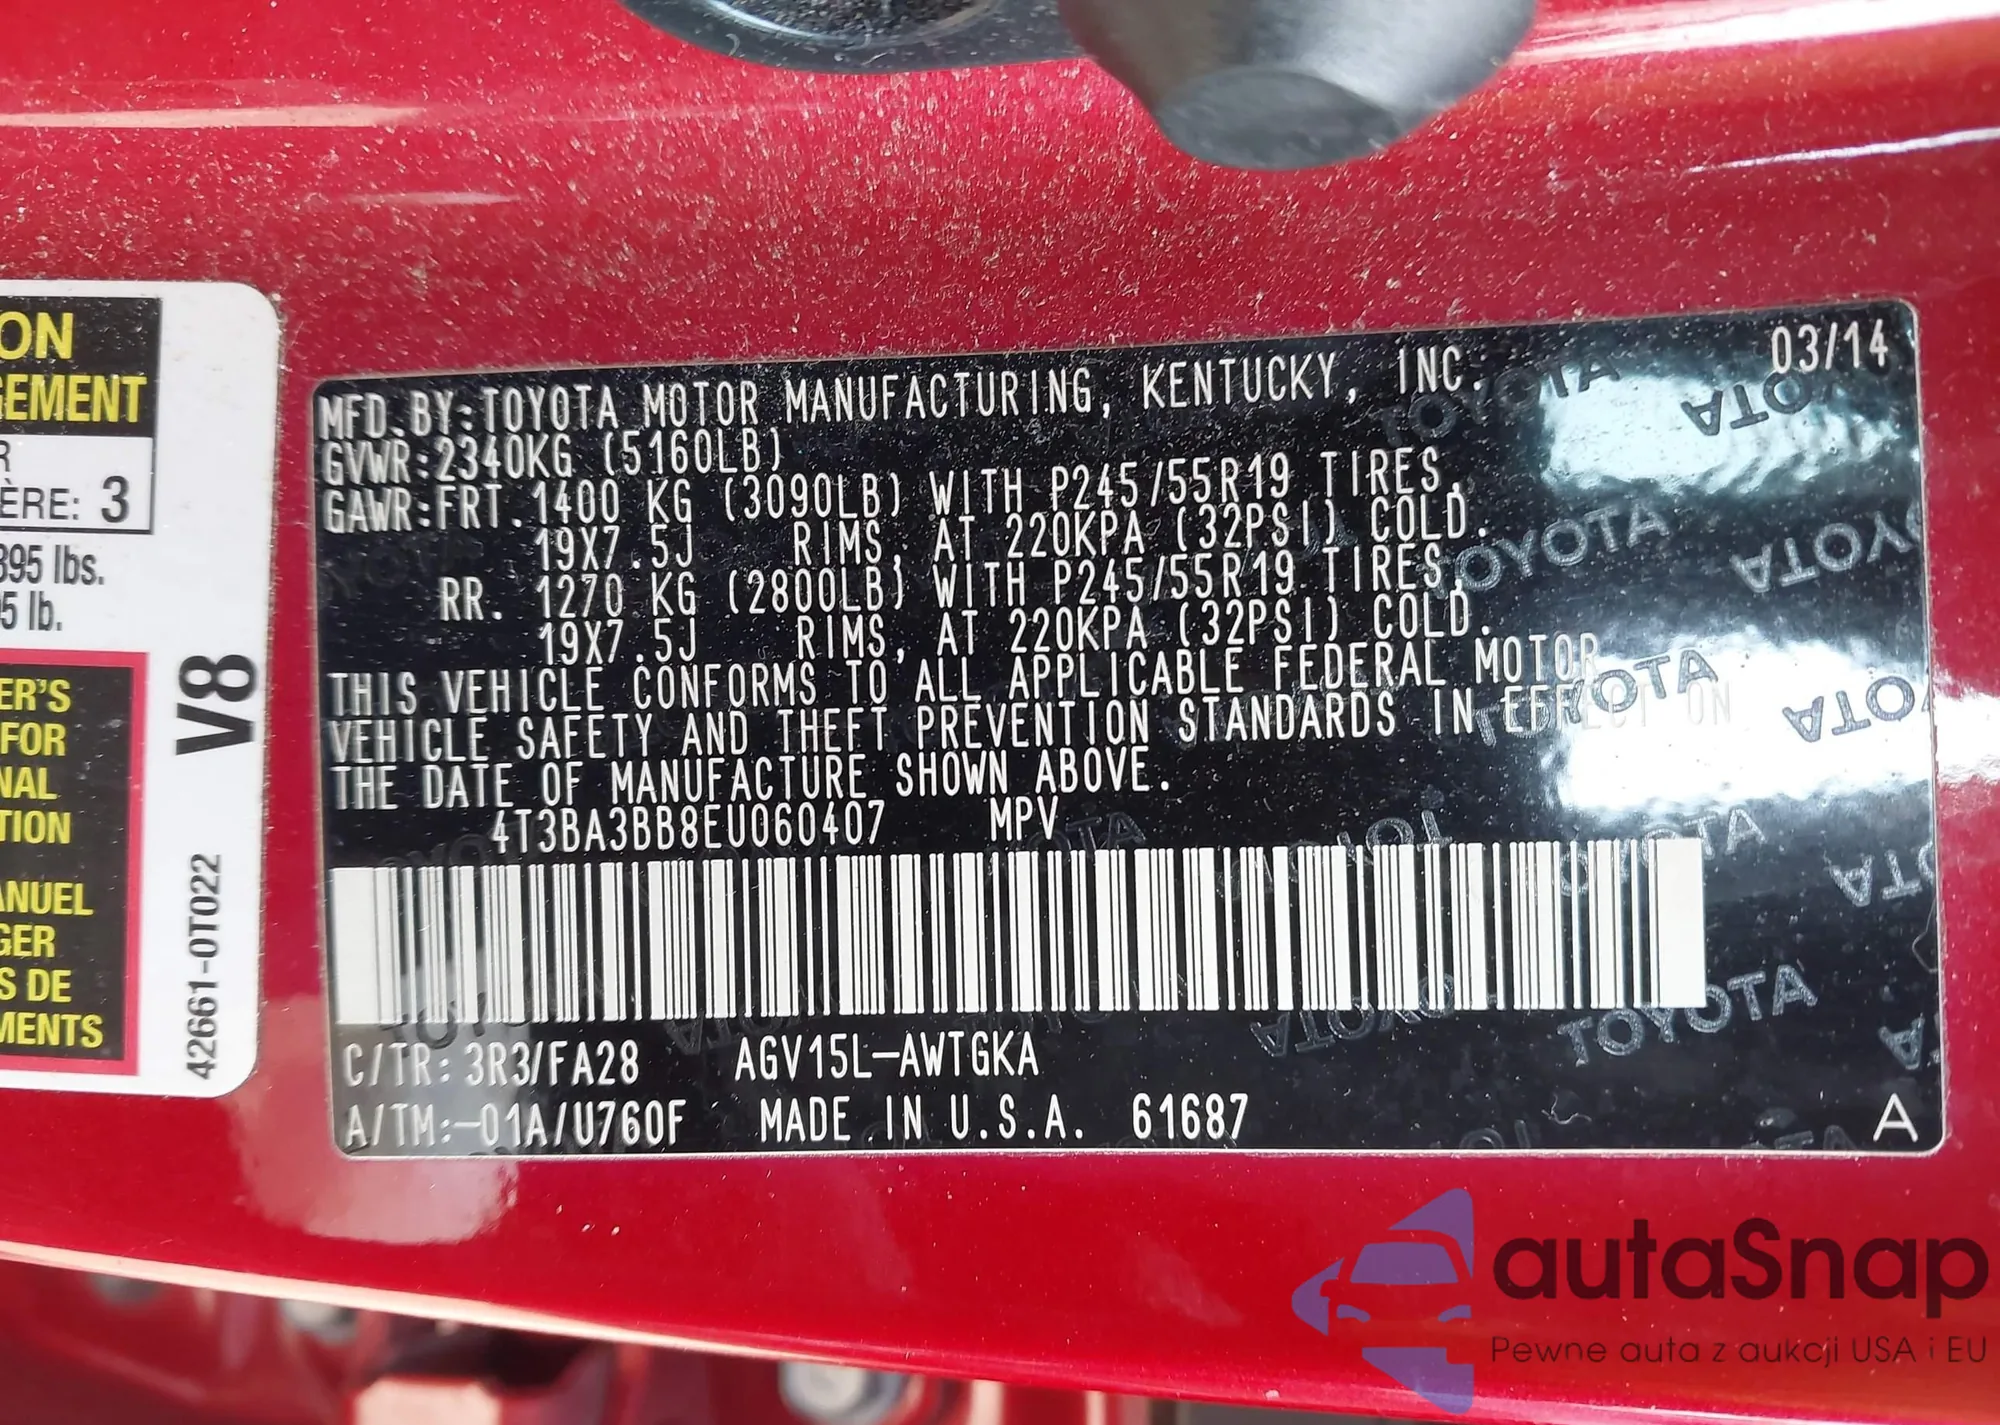 ON
GEMENT
R
ÈRE: 3
895 lbs.
5 lb.
ER'S
FOR
NAL
TION
ANUEL
GER
S DE
MENTS
V8
42661-0T022
03/14
MFD. BY:TOYOTA MOTOR MANUFACTURING, KENTUCKY, INC.
GVWR:2340KG (5160LB)
GAWR:FRT. 1400 KG (3090LB) WITH P245/55R19 TIRES,
19X7.5J RIMS, AT 220KPA (32PSI) COLD.
RR. 1270 KG (2800LB) WITH P245/55R19 TIRES,
19X7.5J RIMS, AT 220KPA (32PSI) COLD.
THIS VEHICLE CONFORMS TO ALL APPLICABLE FEDERAL MOTOR
VEHICLE SAFETY AND THEFT PREVENTION STANDARDS IN EFFECT ON
THE DATE OF MANUFACTURE SHOWN ABOVE.
4T3BA3BB8EU060407 MPV
C/TR: 3R3/FA28 AGV15L-AWTGKA
A/TM:-01A/U760F MADE IN U.S.A. 61687
A
TOYOTA
TOYOTA
TOYOTA
TOYOTA
autaSnap
Pewne auta z aukcji USA i EU